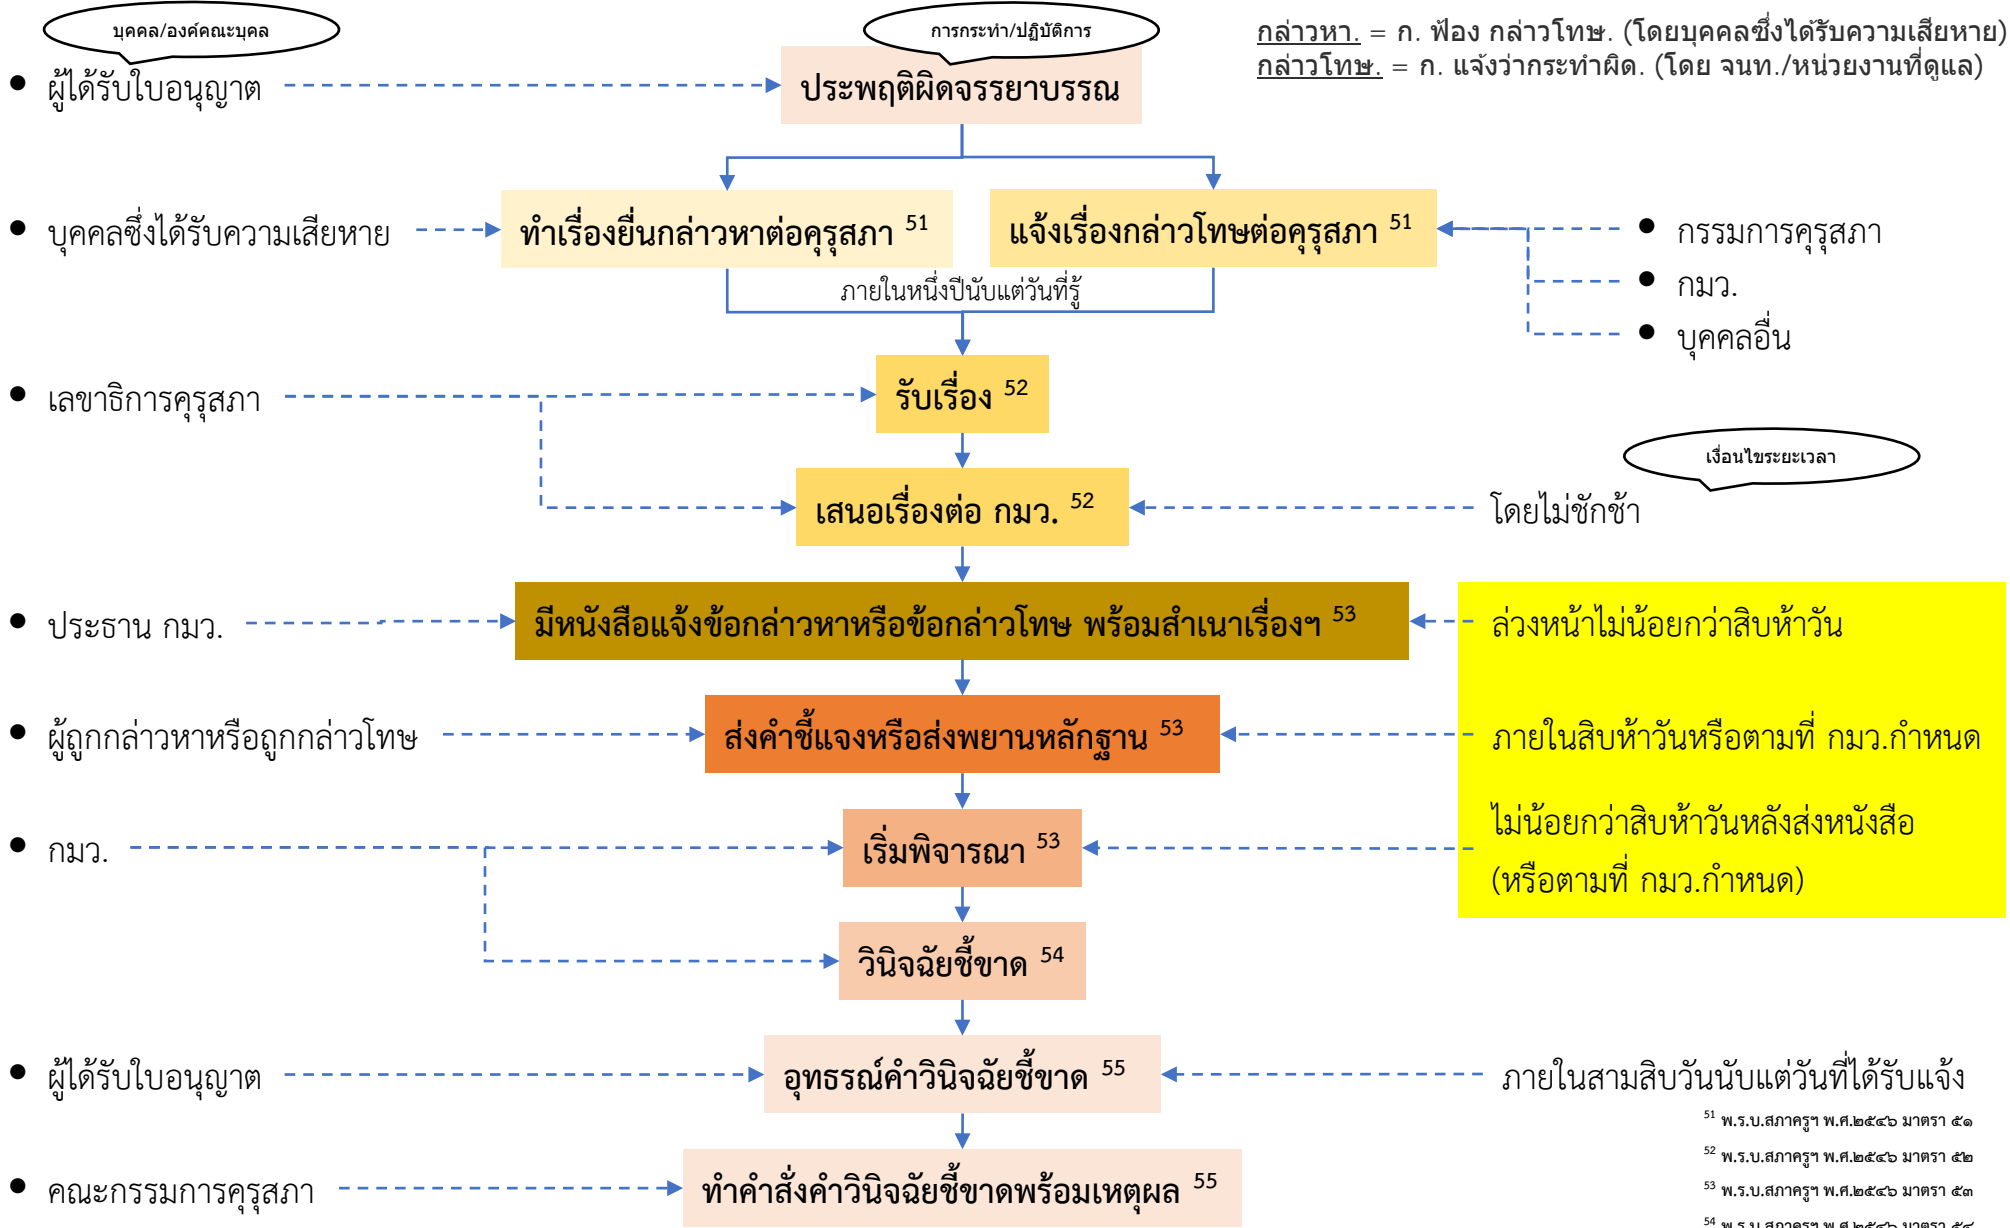 บุคคล/องค์คณะบุคล
การกระทำ/ปฏิบัติการ
กล่าวหา. = ก. ฟ้อง กล่าวโทษ. (โดยบุคคลซึ่งได้รับความเสียหาย)
กล่าวโทษ. = ก. แจ้งว่ากระทำผิด. (โดย จนท./หน่วยงานที่ดูแล)
• ผู้ได้รับใบอนุญาต
ประพฤติผิดจรรยาบรรณ
• บุคคลซึ่งได้รับความเสียหาย
ทำเรื่องยื่นกล่าวหาต่อคุรุสภา 51
แจ้งเรื่องกล่าวโทษต่อคุรุสภา 51
• กรรมการคุรุสภา
• กมว.
• บุคคลอื่น
ภายในหนึ่งปีนับแต่วันที่รู้
• เลขาธิการคุรุสภา
รับเรื่อง 52
เงื่อนไขระยะเวลา
เสนอเรื่องต่อ กมว. 52
โดยไม่ชักช้า
• ประธาน กมว.
มีหนังสือแจ้งข้อกล่าวหาหรือข้อกล่าวโทษ พร้อมสำเนาเรื่องฯ 53
ล่วงหน้าไม่น้อยกว่าสิบห้าวัน
• ผู้ถูกกล่าวหาหรือถูกกล่าวโทษ
ส่งคำชี้แจงหรือส่งพยานหลักฐาน 53
ภายในสิบห้าวันหรือตามที่ กมว.กำหนด
• กมว.
เริ่มพิจารณา 53
ไม่น้อยกว่าสิบห้าวันหลังส่งหนังสือ
(หรือตามที่ กมว.กำหนด)
วินิจฉัยชี้ขาด 54
• ผู้ได้รับใบอนุญาต
อุทธรณ์คำวินิจฉัยชี้ขาด 55
ภายในสามสิบวันนับแต่วันที่ได้รับแจ้ง
• คณะกรรมการคุรุสภา
ทำคำสั่งคำวินิจฉัยชี้ขาดพร้อมเหตุผล 55
51 พ.ร.บ.สภาครูฯ พ.ศ.๒๕๔๖ มาตรา ๕๑
52 พ.ร.บ.สภาครูฯ พ.ศ.๒๕๔๖ มาตรา ๕๒
53 พ.ร.บ.สภาครูฯ พ.ศ.๒๕๔๖ มาตรา ๕๓
54 พ.ร.บ.สภาครูฯ พ.ศ.๒๕๔๖ มาตรา ๕๔